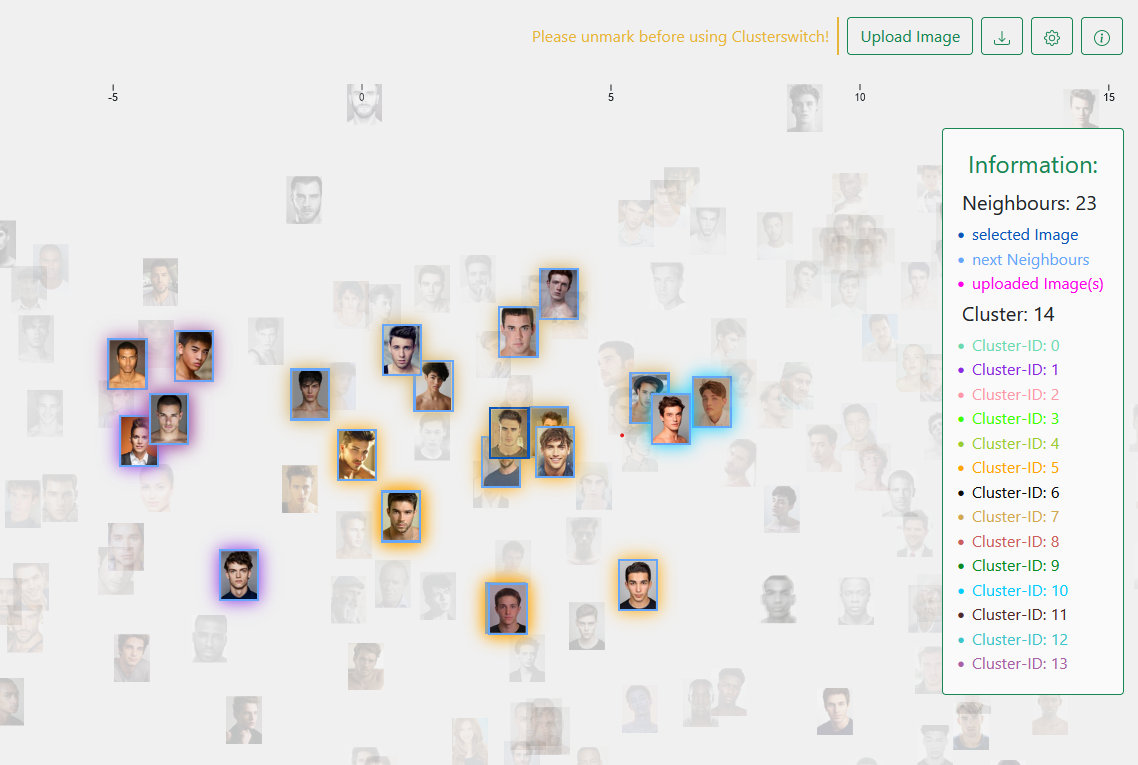 Please unmark before using Clusterswitch!
Upload Image
-5
0
5
10
15
Information:
Neighbours: 23
selected Image
next Neighbours
uploaded Image(s)
Cluster: 14
Cluster-ID: 0
Cluster-ID: 1
Cluster-ID: 2
Cluster-ID: 3
Cluster-ID: 4
Cluster-ID: 5
Cluster-ID: 6
Cluster-ID: 7
Cluster-ID: 8
Cluster-ID: 9
Cluster-ID: 10
Cluster-ID: 11
Cluster-ID: 12
Cluster-ID: 13